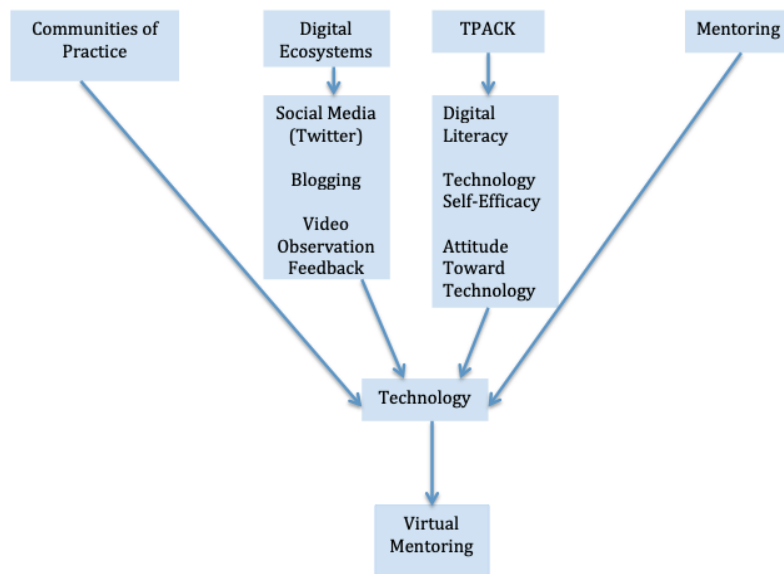 Communities of
Practice
Digital
Ecosystems
TPACK
Mentoring
Social Media
(Twitter)
Blogging
Video
Observation
Feedback
Digital
Literacy
Technology
Self-Efficacy
Attitude
Toward
Technology
Technology
Virtual
Mentoring